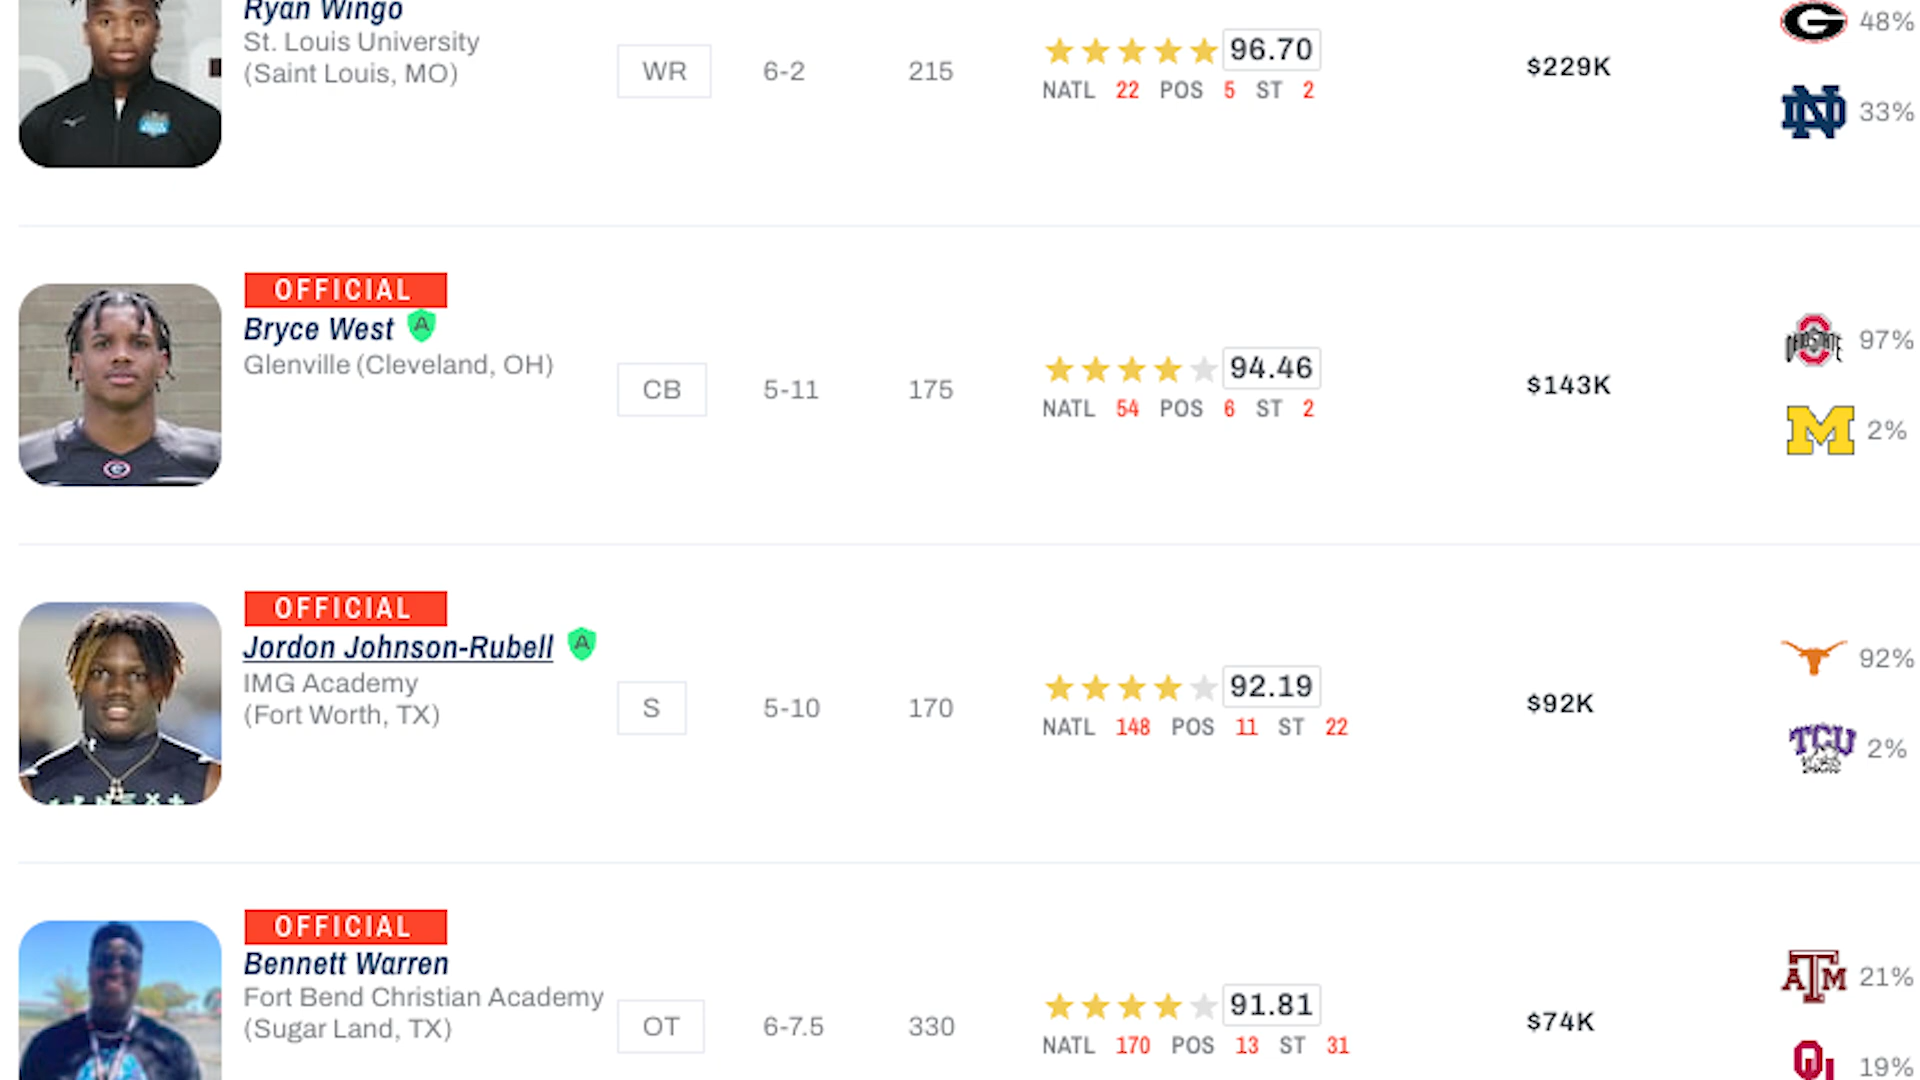 Ryan Wingo
St. Louis University
(Saint Louis, MO)
WR
6-2
215
96.70
NATL 22 POS 5 ST 2
$229K
G 48%
ND 33%
OFFICIAL
Bryce West A
Glenville (Cleveland, OH)
CB
5-11
175
94.46
NATL 54 POS 6 ST 2
$143K
OHIO STATE 97%
M 2%
OFFICIAL
Jordon Johnson-Rubell A
IMG Academy
(Fort Worth, TX)
S
5-10
170
92.19
NATL 148 POS 11 ST 22
$92K
92%
TCU 2%
OFFICIAL
Bennett Warren
Fort Bend Christian Academy
(Sugar Land, TX)
OT
6-7.5
330
91.81
NATL 170 POS 13 ST 31
$74K
ATM 21%
19%